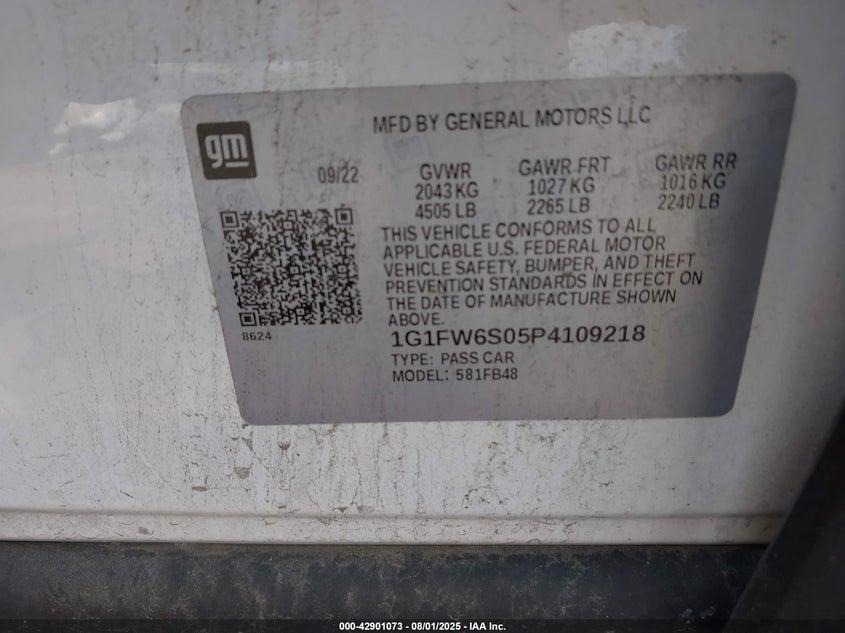 MFD BY GENERAL MOTORS LLC
gm
09/22
GVWR GAWR FRT GAWR RR
2043 KG 1027 KG 1016 KG
4505 LB 2265 LB 2240 LB
THIS VEHICLE CONFORMS TO ALL
APPLICABLE U.S. FEDERAL MOTOR
VEHICLE SAFETY, BUMPER, AND THEFT
PREVENTION STANDARDS IN EFFECT ON
THE DATE OF MANUFACTURE SHOWN
ABOVE.
8624
1G1FW6S05P4109218
TYPE: PASS CAR
MODEL: 581FB48
000-42901073 - 08/01/2025 - IAA Inc.